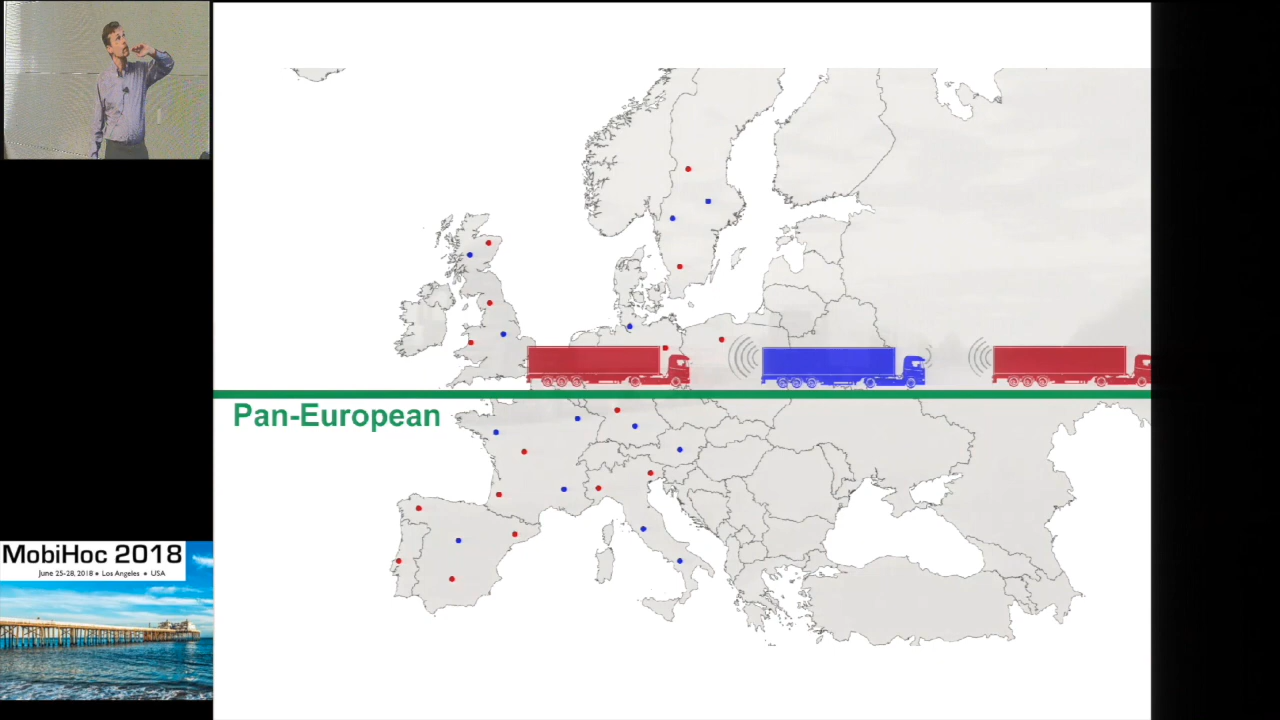 Pan-European
MobiHoc 2018
June 25-28, 2018 • Los Angeles • USA